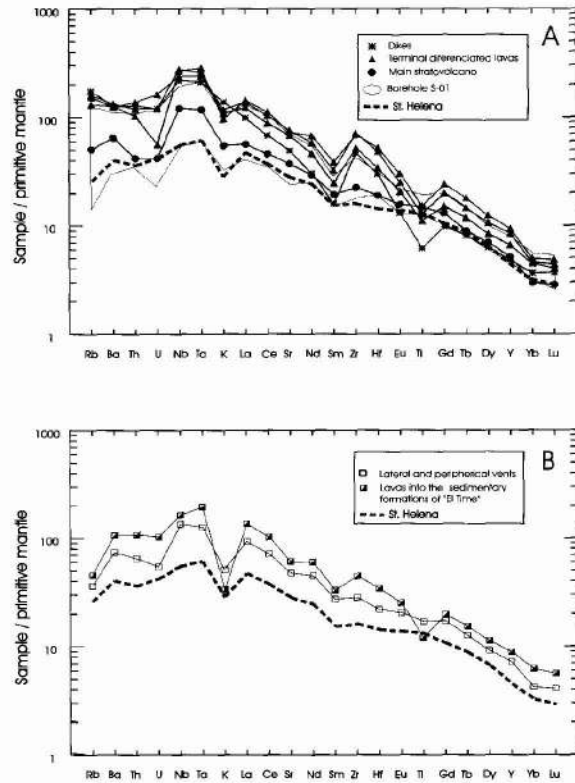 1000
100
10
1
Sample / primitive mantle
A
Dikes
Terminal diferenciated lavas
Main stratovolcano
Borehole S-01
St. Helena
Rb Ba Th U Nb Ta K La Ce Sr Nd Sm Zr Hf Eu Ti Gd Tb Dy Y Yb Lu
1000
100
10
1
Sample / primitive mantle
B
Lateral and peripherical vents
Lavas into the sedimentary
formations of "El Time"
St. Helena
Rb Ba Th U Nb Ta K La Ce Sr Nd Sm Zr Hf Eu Ti Gd Tb Dy Y Yb Lu